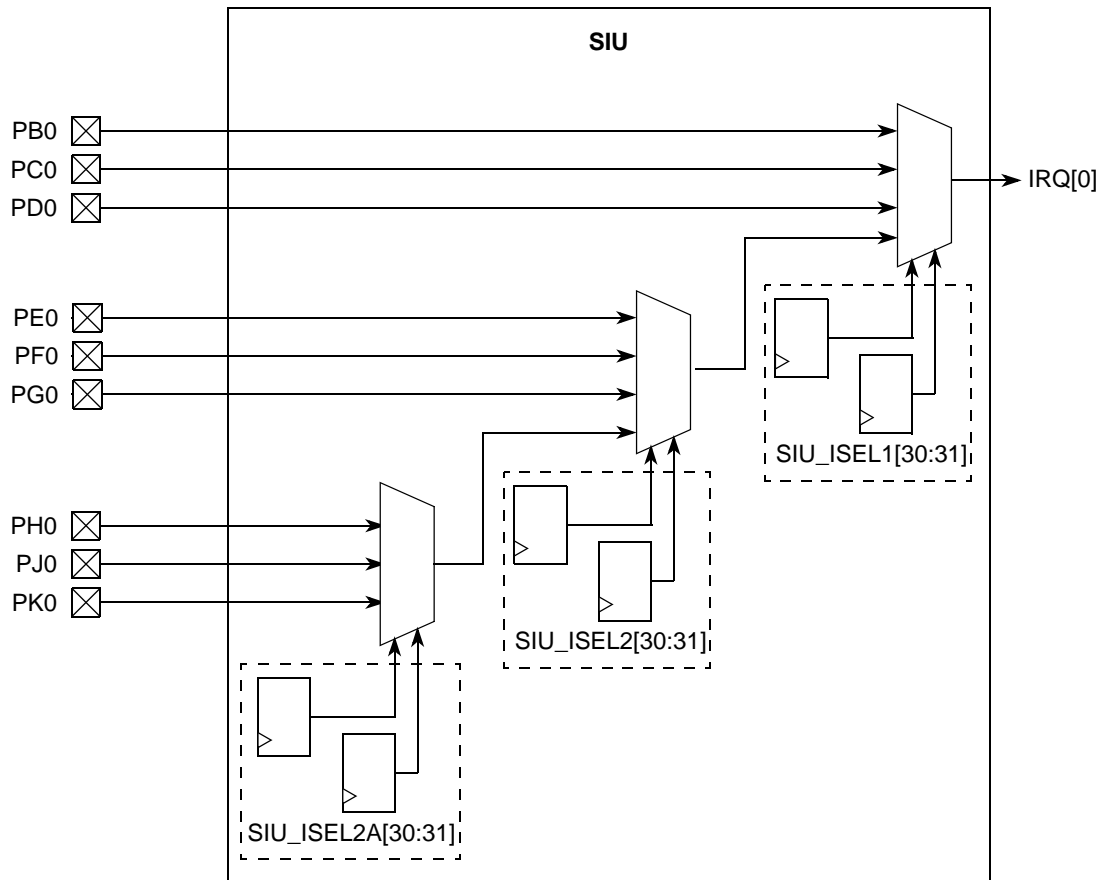 SIU
PB0
PC0
PD0
IRQ[0]
PE0
PF0
PG0
SIU_ISEL1[30:31]
PH0
PJ0
PK0
SIU_ISEL2[30:31]
SIU_ISEL2A[30:31]